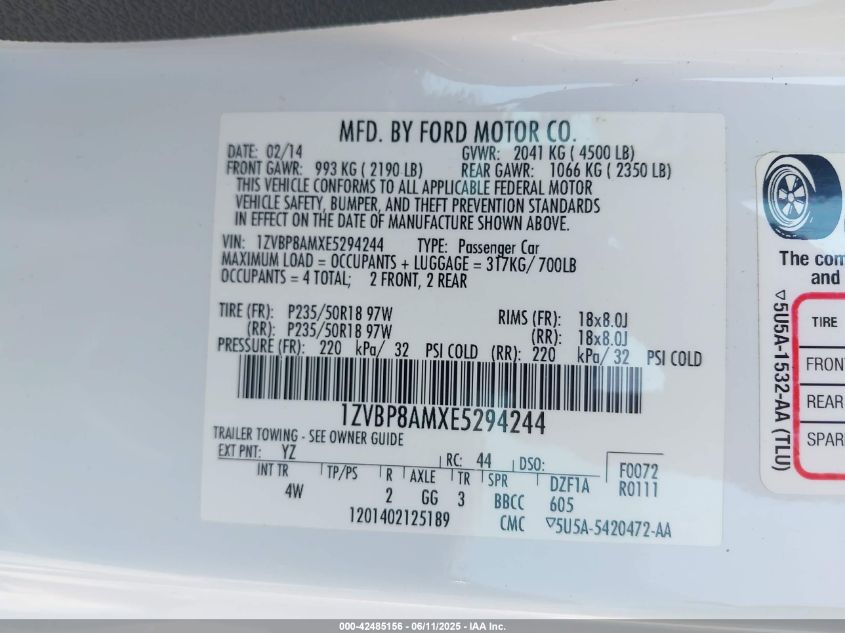 MFD. BY FORD MOTOR CO.
DATE: 02/14 GVWR: 2041 KG ( 4500 LB)
FRONT GAWR: 993 KG ( 2190 LB) REAR GAWR: 1066 KG ( 2350 LB)
THIS VEHICLE CONFORMS TO ALL APPLICABLE FEDERAL MOTOR
VEHICLE SAFETY, BUMPER, AND THEFT PREVENTION STANDARDS
IN EFFECT ON THE DATE OF MANUFACTURE SHOWN ABOVE.
VIN: 1ZVBP8AMXE5294244 TYPE: Passenger Car
MAXIMUM LOAD = OCCUPANTS + LUGGAGE = 317KG/ 700LB
OCCUPANTS = 4 TOTAL; 2 FRONT, 2 REAR
TIRE (FR): P235/50R18 97W RIMS (FR): 18x8.0J
(RR): P235/50R18 97W (RR): 18x8.0J
PRESSURE (FR): 220 kPa/ 32 PSI COLD (RR): 220 kPa/ 32 PSI COLD
1ZVBP8AMXE5294244
TRAILER TOWING - SEE OWNER GUIDE
EXT PNT: YZ RC: 44 DSO: F0072
INT TR TP/PS R AXLE TR SPR DZF1A R0111
4W 2 GG 3 BBCC 605
1201402125189 CMC ▽5U5A-5420472-AA
The com
and
▽5U5A-1532-AA (TLU)
TIRE
FRON
REAR
SPAR
000-42485156 - 06/11/2025 - IAA Inc.